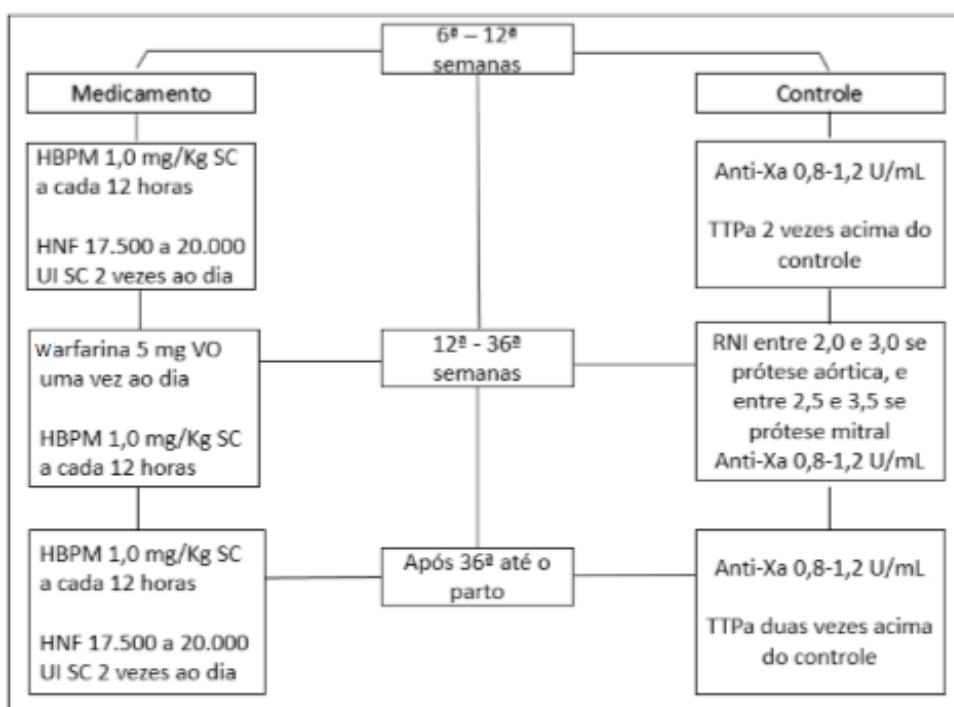 6ª – 12ª
semanas
Medicamento
Controle
HBPM 1,0 mg/Kg SC
a cada 12 horas
HNF 17.500 a 20.000
UI SC 2 vezes ao dia
Anti-Xa 0,8-1,2 U/mL
TTPa 2 vezes acima do
controle
Warfarina 5 mg VO
uma vez ao dia
HBPM 1,0 mg/Kg SC
a cada 12 horas
12ª - 36ª
semanas
RNI entre 2,0 e 3,0 se
prótese aórtica, e
entre 2,5 e 3,5 se
prótese mitral
Anti-Xa 0,8-1,2 U/mL
HBPM 1,0 mg/Kg SC
a cada 12 horas
HNF 17.500 a 20.000
UI SC 2 vezes ao dia
Após 36ª até o
parto
Anti-Xa 0,8-1,2 U/mL
TTPa duas vezes acima
do controle